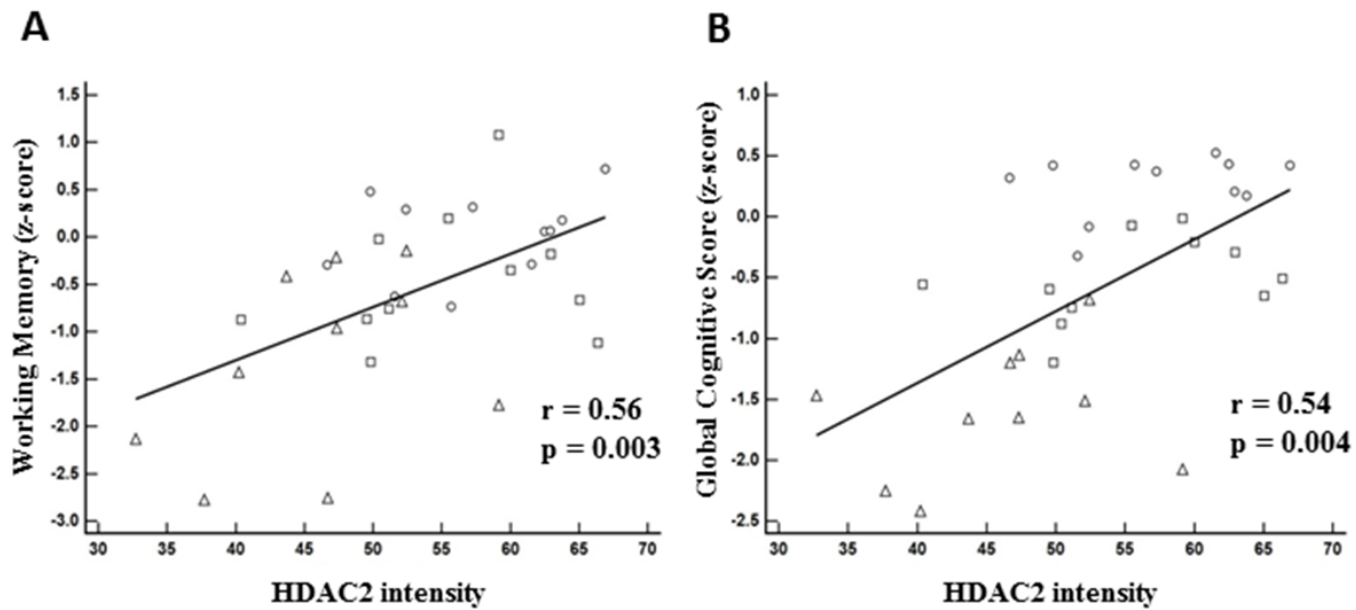 A
Working Memory (z-score)
1.5
1.0
0.5
0.0
-0.5
-1.0
-1.5
-2.0
-2.5
-3.0
r = 0.56
p = 0.003
30 35 40 45 50 55 60 65 70
HDAC2 intensity
B
Global Cognitive Score (z-score)
1.0
0.5
0.0
-0.5
-1.0
-1.5
-2.0
-2.5
r = 0.54
p = 0.004
30 35 40 45 50 55 60 65 70
HDAC2 intensity